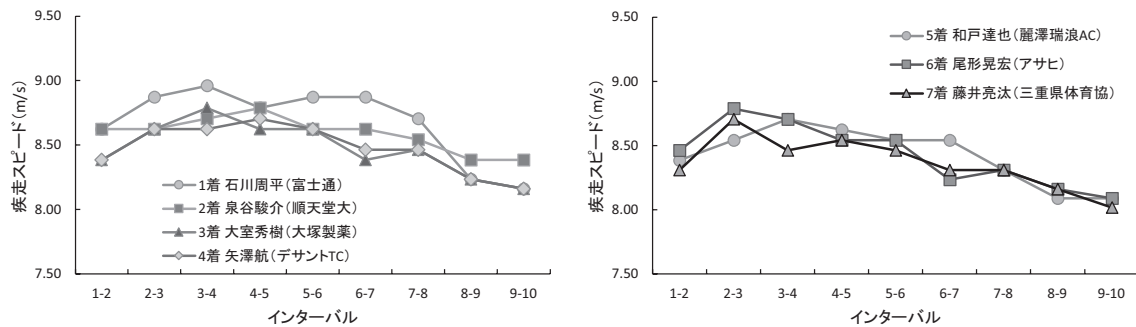 9.50
9.00
8.50
8.00
7.50
疾走スピード(m/s)
1着 石川周平(富士通)
2着 泉谷駿介(順天堂大)
3着 大室秀樹(大塚製薬)
4着 矢澤航(デサントTC)
1-2 2-3 3-4 4-5 5-6 6-7 7-8 8-9 9-10
インターバル
9.50
9.00
8.50
8.00
7.50
疾走スピード(m/s)
5着 和戸達也(麗澤瑞浪AC)
6着 尾形晃宏(アサヒ)
7着 藤井亮汰(三重県体育協)
1-2 2-3 3-4 4-5 5-6 6-7 7-8 8-9 9-10
インターバル